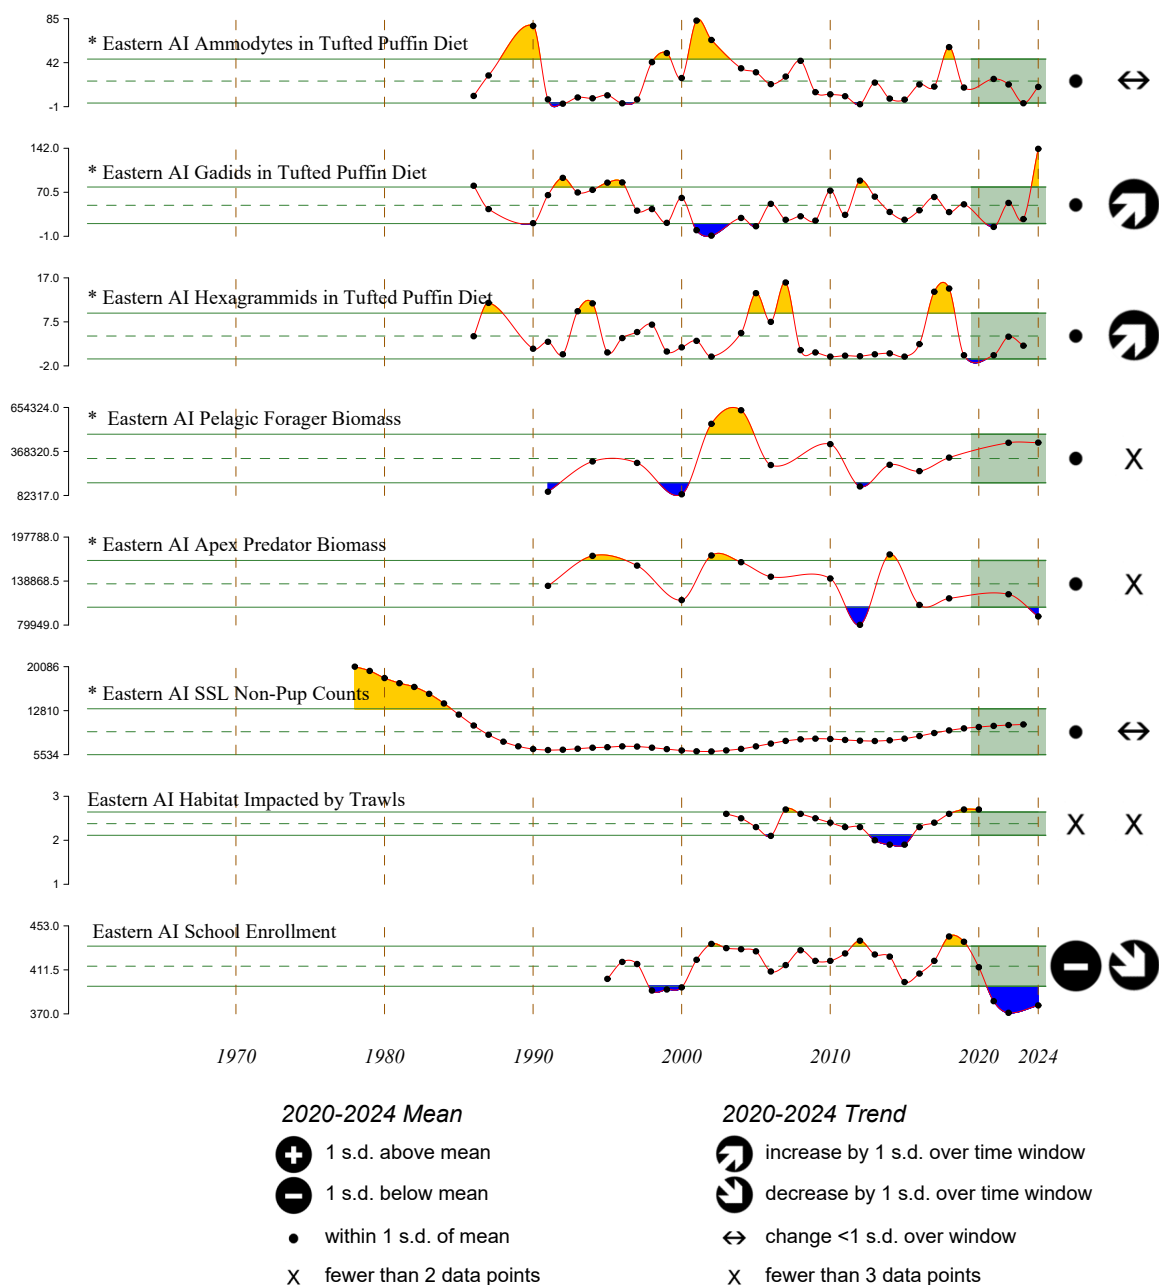 85
* Eastern AI Ammodytes in Tufted Puffin Diet
42
-1
142.0
* Eastern AI Gadids in Tufted Puffin Diet
70.5
-1.0
17.0
* Eastern AI Hexagrammids in Tufted Puffin Diet
7.5
-2.0
654324.0
* Eastern AI Pelagic Forager Biomass
368320.5
X
82317.0
197788.0
* Eastern AI Apex Predator Biomass
138868.5
X
79949.0
20086
* Eastern AI SSL Non-Pup Counts
12810
5534
3
Eastern AI Habitat Impacted by Trawls
X X
2
1
453.0
Eastern AI School Enrollment
411.5
370.0
1970 1980 1990 2000 2010 2020 2024
2020-2024 Mean
1 s.d. above mean
1 s.d. below mean
within 1 s.d. of mean
X fewer than 2 data points
2020-2024 Trend
increase by 1 s.d. over time window
decrease by 1 s.d. over time window
change <1 s.d. over window
X fewer than 3 data points